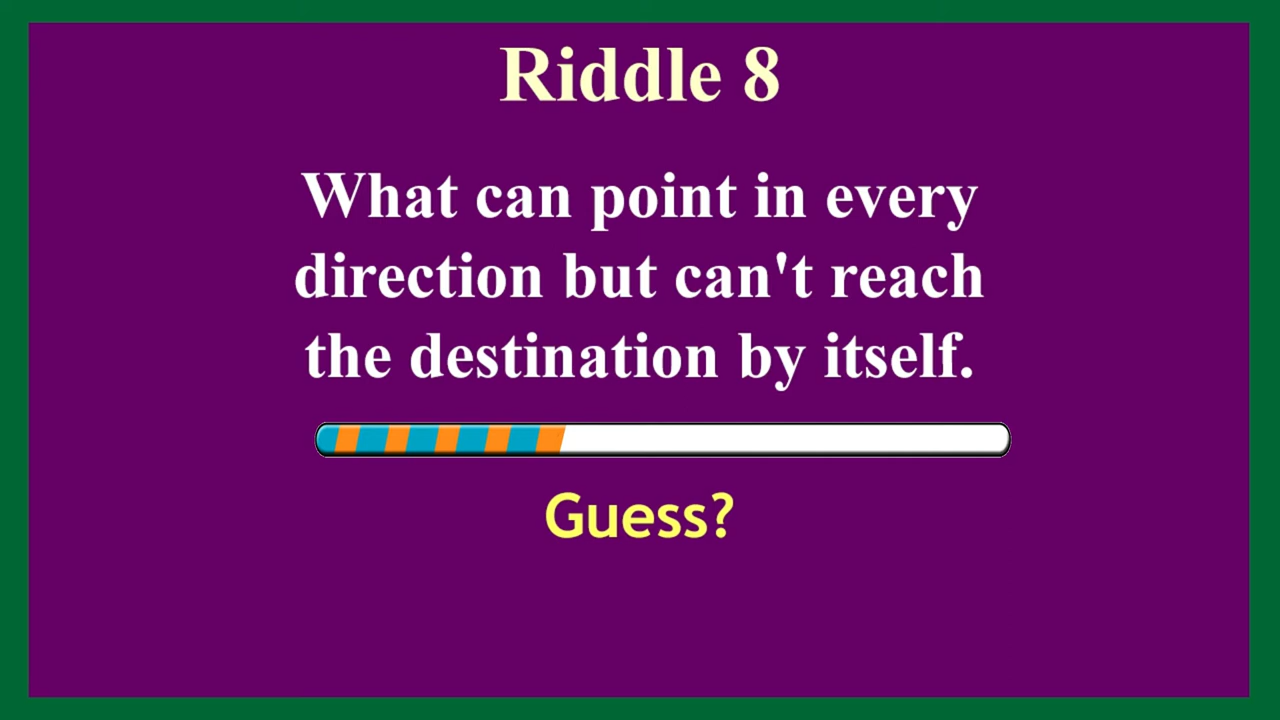 Riddle 8
What can point in every
direction but can't reach
the destination by itself.
Guess?